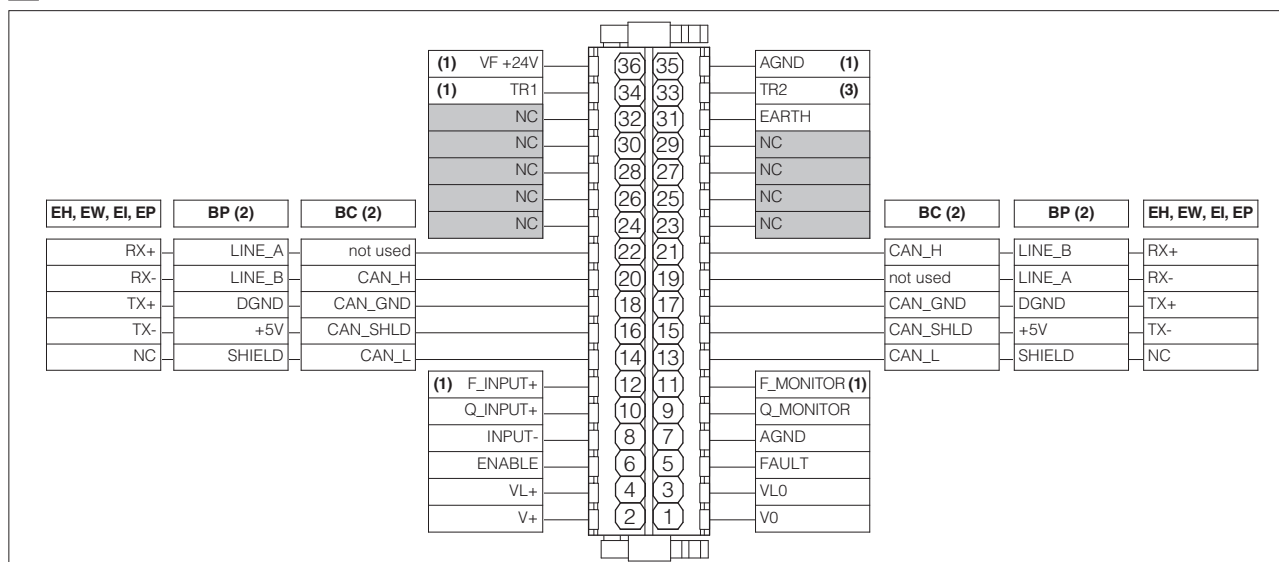 (1) VF +24V 36 35 AGND (1)
(1) TR1 34 33 TR2 (3)
NC 32 31 EARTH
NC 30 29 NC
NC 28 27 NC
NC 26 25 NC
NC 24 23 NC
EH, EW, EI, EP BP (2) BC (2) BC (2) BP (2) EH, EW, EI, EP
RX+ LINE_A not used 22 21 CAN_H LINE_B RX+
RX- LINE_B CAN_H 20 19 not used LINE_A RX-
TX+ DGND CAN_GND 18 17 CAN_GND DGND TX+
TX- +5V CAN_SHLD 16 15 CAN_SHLD +5V TX-
NC SHIELD CAN_L 14 13 CAN_L SHIELD NC
(1) F_INPUT+ 12 11 F_MONITOR (1)
Q_INPUT+ 10 9 Q_MONITOR
INPUT- 8 7 AGND
ENABLE 6 5 FAULT
VL+ 4 3 VL0
V+ 2 1 V0